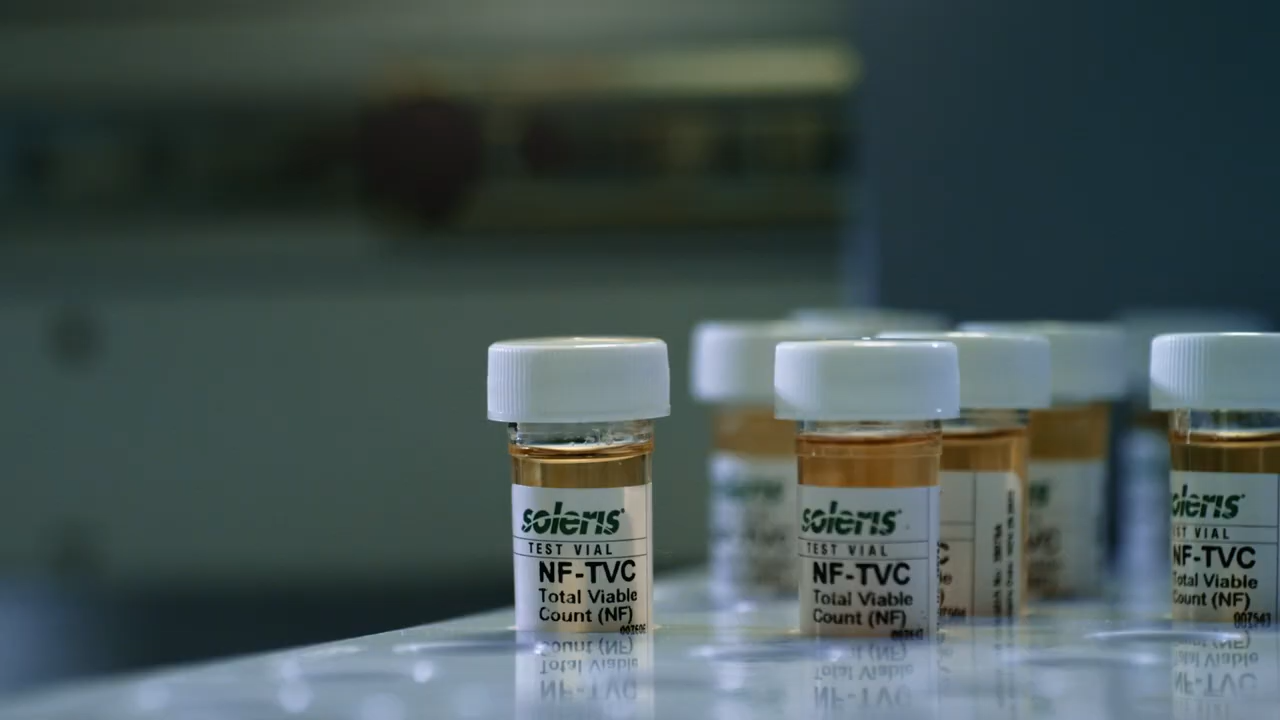 soleris
TEST VIAL
NF-TVC
Total Viable
Count (NF)
soleris
TEST VIAL
NF-TVC
Total Viable
Count (NF)
soleris
TEST VIAL
NF-TVC
Total Viable
Count (NF)